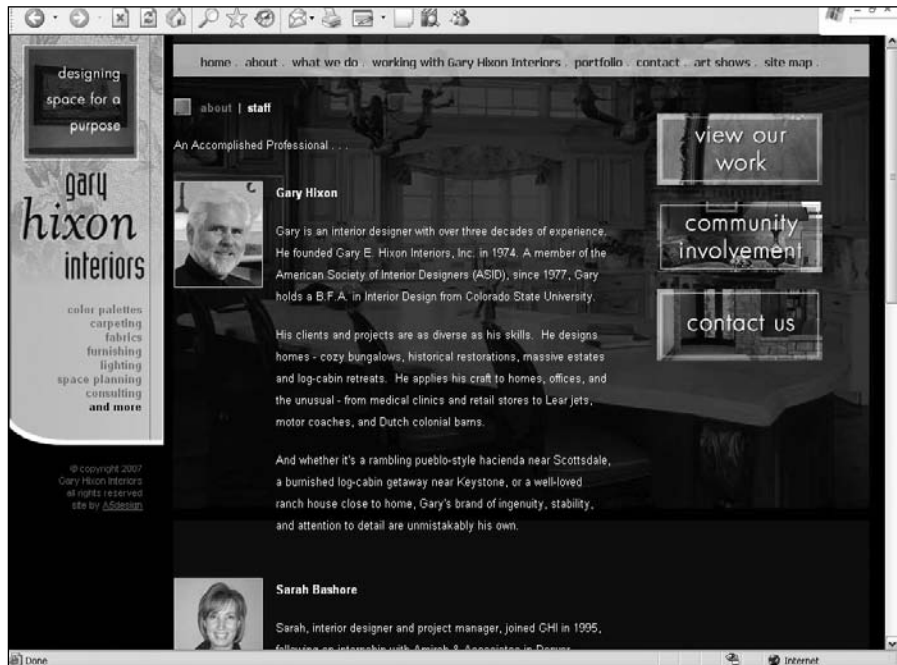 home . about . what we do . working with Gary Hixon Interiors . portfolio . contact . art shows . site map .
designing
space for a
purpose
gary
hixon
interiors
color palettes
carpeting
fabrics
furnishing
lighting
space planning
consulting
and more
© copyright 2007
Gary Hixon Interiors
all rights reserved
site by ASdesign
about | staff
An Accomplished Professional . . .
Gary Hixon
Gary is an interior designer with over three decades of experience.
He founded Gary E. Hixon Interiors, Inc. in 1974. A member of the
American Society of Interior Designers (ASID), since 1977, Gary
holds a B.F.A. in Interior Design from Colorado State University.
His clients and projects are as diverse as his skills. He designs
homes - cozy bungalows, historical restorations, massive estates
and log-cabin retreats. He applies his craft to homes, offices, and
the unusual - from medical clinics and retail stores to Lear jets,
motor coaches, and Dutch colonial barns.
And whether it's a rambling pueblo-style hacienda near Scottsdale,
a burnished log-cabin getaway near Keystone, or a well-loved
ranch house close to home, Gary's brand of ingenuity, stability,
and attention to detail are unmistakably his own.
Sarah Bashore
Sarah, interior designer and project manager, joined GHI in 1995,
following an internship with & Associates in Denver
view our
work
community
involvement
contact us
Done
Internet